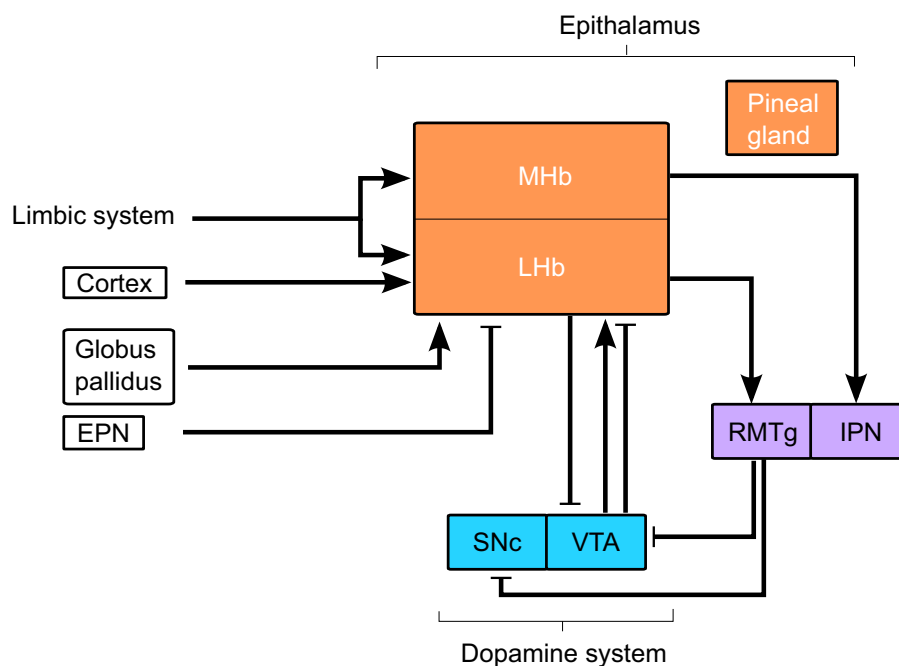 Epithalamus
Pineal
gland
MHb
Limbic system
LHb
Cortex
Globus
pallidus
EPN
RMTg
IPN
SNc
VTA
Dopamine system